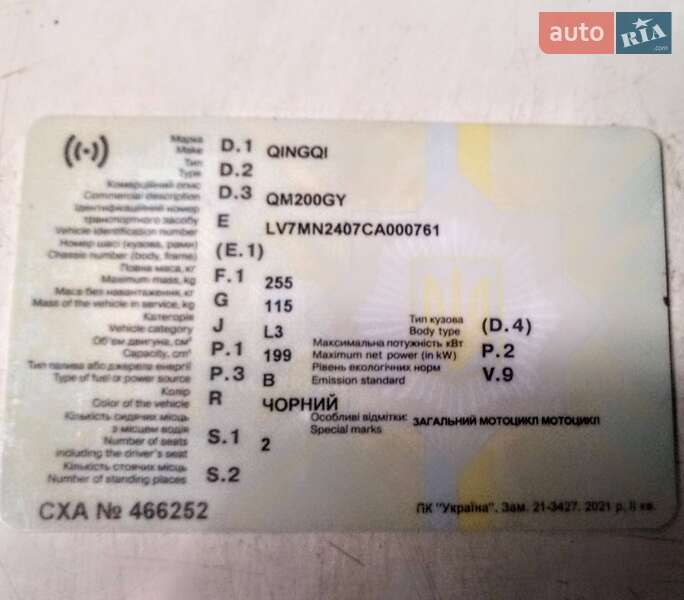 auto RIA .com
Марка
Make D.1 QINGQI
Тип
Type D.2
Комерційний опис
Commercial description D.3 QM200GY
Ідентифікаційний номер
транспортного засобу E LV7MN2407CA000761
Vehicle identification number
Номер шасі (кузова, рами) (E.1)
Chassis number (body, frame)
Повна маса, кг F.1 255
Maximum mass, kg
Маса без навантаження, кг G 115
Mass of the vehicle in service, kg
Категорія J L3 Тип кузова (D.4)
Vehicle category Body type
Об'єм двигуна, см³ P.1 199 Максимальна потужність кВт P.2
Capacity, cm³ Maximum net power (in kW)
Тип палива або джерела енергії P.3 B Рівень екологічних норм V.9
Type of fuel or power source Emission standard
Колір R ЧОРНИЙ
Color of the vehicle Особливі відмітки: ЗАГАЛЬНИЙ МОТОЦИКЛ МОТОЦИКЛ
Кількість сидячих місць Special marks
з місцем водія S.1 2
Number of seats
including the driver's seat
Кількість стоячих місць S.2
Number of standing places
СХА № 466252 ПК "Україна". Зам. 21-3427. 2021 р. II кв.